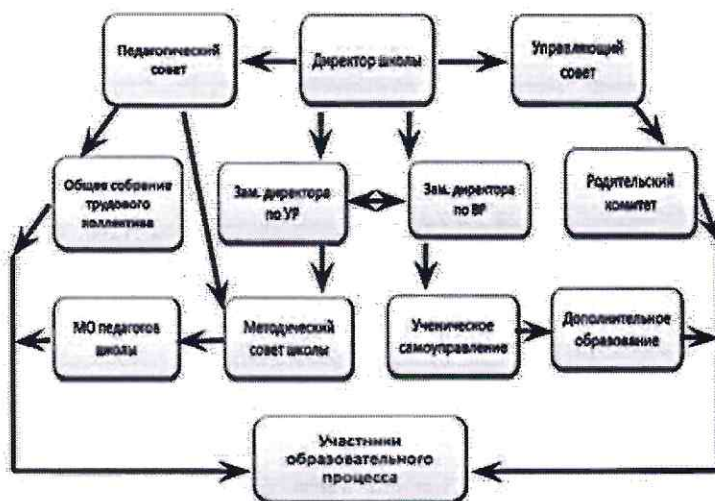 Педагогический
совет
Директор школы
Управляющий
совет
Общее собрание
трудового
коллектива
Зам. директора
по УР
Зам. директора
по ВР
Родительский
комитет
МО педагогов
школы
Методический
совет школы
Ученическое
самоуправление
Дополнительное
образование
Участники
образовательного
процесса